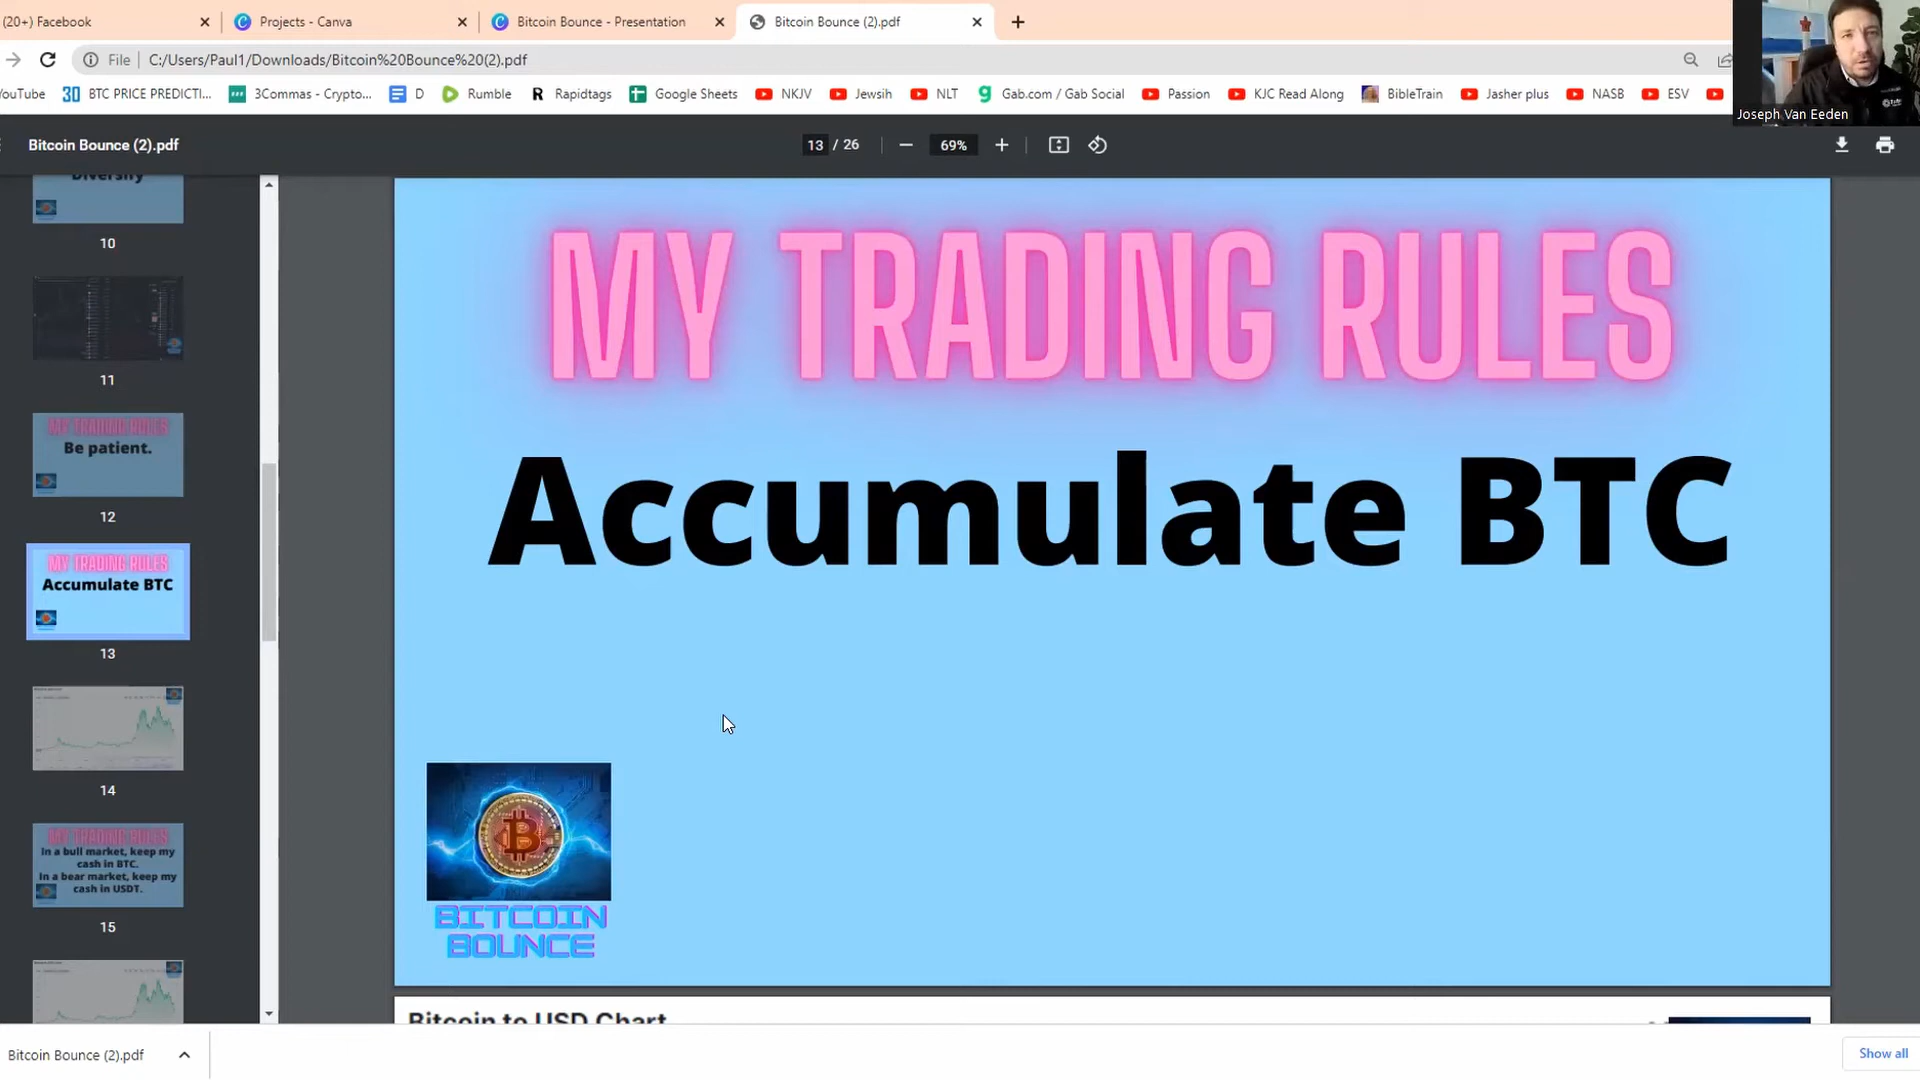 (20+) Facebook
Projects - Canva
Bitcoin Bounce - Presentation
Bitcoin Bounce (2).pdf
File
C:/Users/Paul1/Downloads/Bitcoin%20Bounce%20(2).pdf
YouTube
BTC PRICE PREDICTI...
3Commas - Crypto...
D
Rumble
Rapidtags
Google Sheets
NKJV
Jewsih
NLT
Gab.com / Gab Social
Passion
KJC Read Along
BibleTrain
Jasher plus
NASB
ESV
Joseph Van Eeden
Bitcoin Bounce (2).pdf
13 / 26
69%
Diversify
10
11
MY TRADING RULES
Be patient.
12
MY TRADING RULES
Accumulate BTC
13
14
MY TRADING RULES
In a bull market, keep my
cash in BTC.
In a bear market, keep my
cash in USDT.
15
MY TRADING RULES
Accumulate BTC
BITCOIN
BOUNCE
Bitcoin to USD Chart
Bitcoin Bounce (2).pdf
Show all